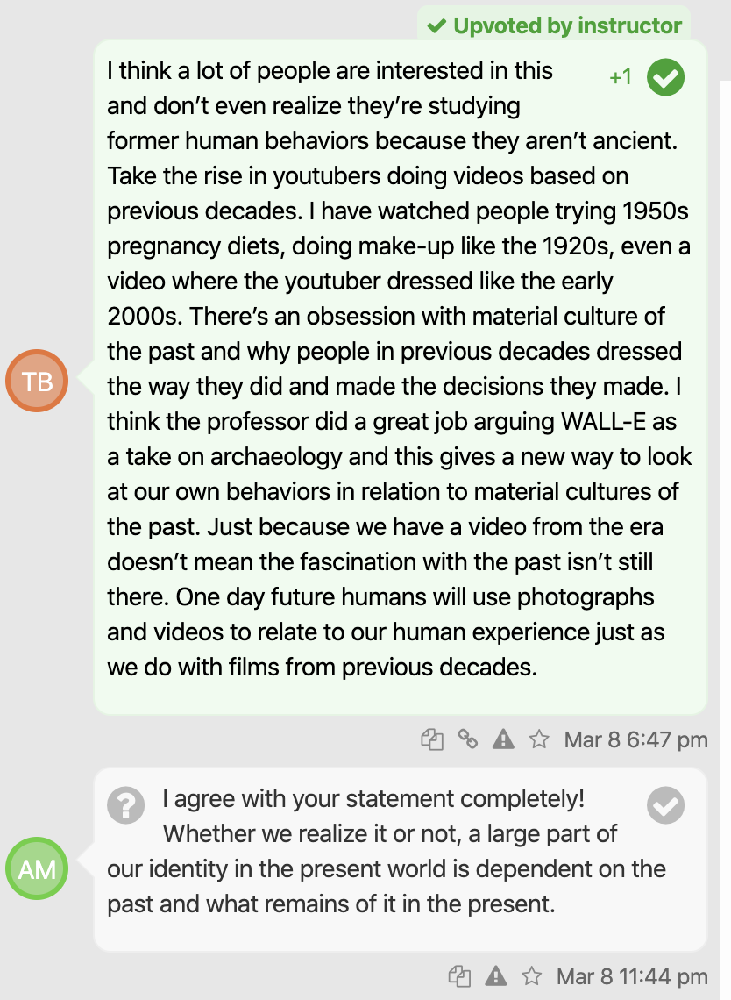 Upvoted by instructor
I think a lot of people are interested in this
+1
and don’t even realize they’re studying
former human behaviors because they aren’t ancient.
Take the rise in youtubers doing videos based on
previous decades. I have watched people trying 1950s
pregnancy diets, doing make-up like the 1920s, even a
video where the youtuber dressed like the early
2000s. There’s an obsession with material culture of
the past and why people in previous decades dressed
TB
the way they did and made the decisions they made. I
think the professor did a great job arguing WALL-E as
a take on archaeology and this gives a new way to look
at our own behaviors in relation to material cultures of
the past. Just because we have a video from the era
doesn’t mean the fascination with the past isn’t still
there. One day future humans will use photographs
and videos to relate to our human experience just as
we do with films from previous decades.
Mar 8 6:47 pm
I agree with your statement completely!
Whether we realize it or not, a large part of
AM
our identity in the present world is dependent on the
past and what remains of it in the present.
Mar 8 11:44 pm